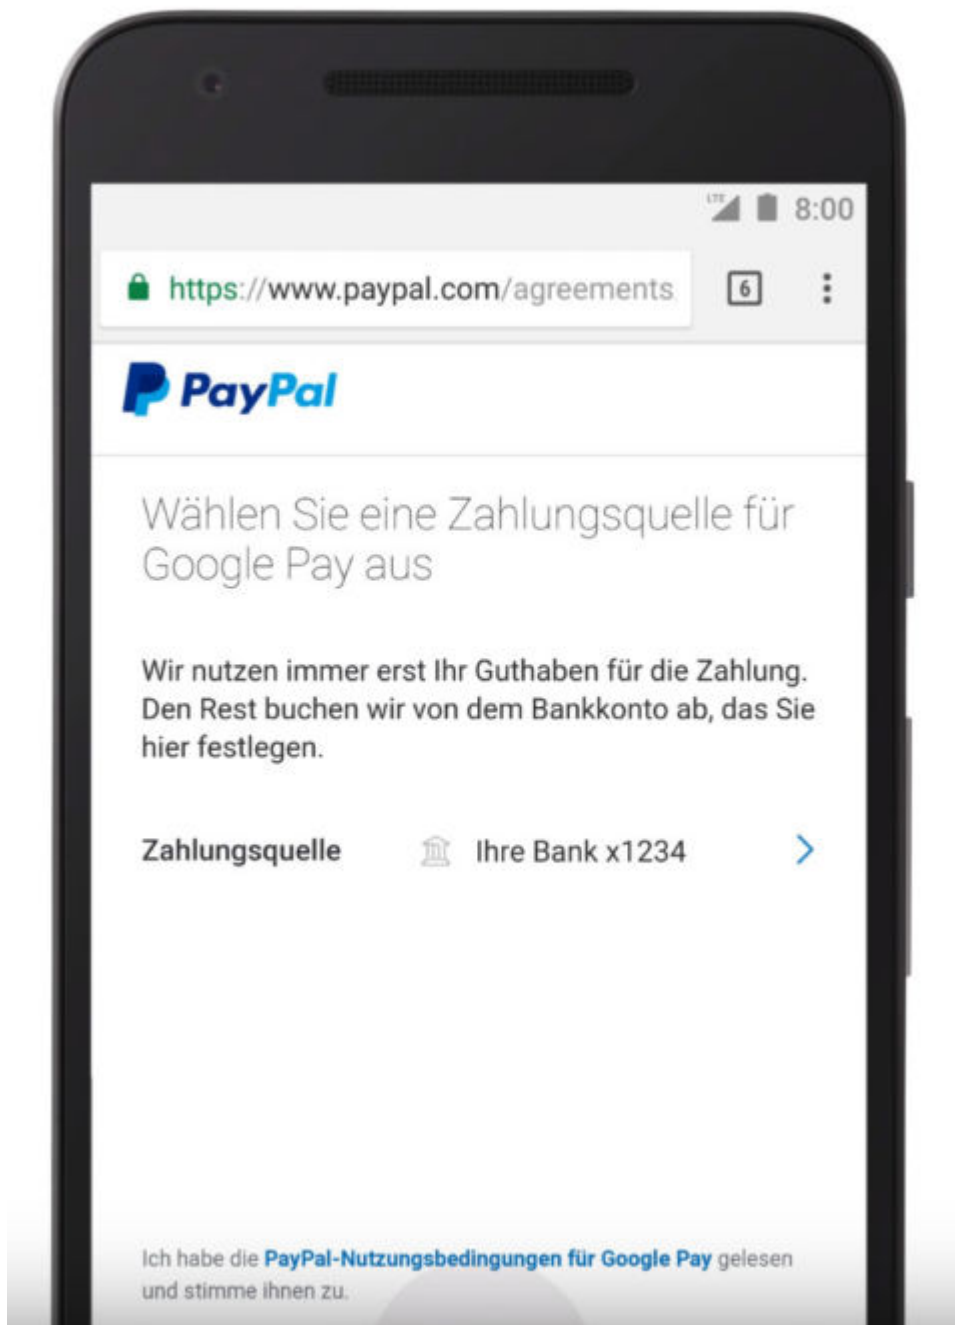 LTE 8:00
https://www.paypal.com/agreements 6
PayPal
Wählen Sie eine Zahlungsquelle für
Google Pay aus
Wir nutzen immer erst Ihr Guthaben für die Zahlung.
Den Rest buchen wir von dem Bankkonto ab, das Sie
hier festlegen.
Zahlungsquelle Ihre Bank x1234
Ich habe die PayPal-Nutzungsbedingungen für Google Pay gelesen
und stimme ihnen zu.